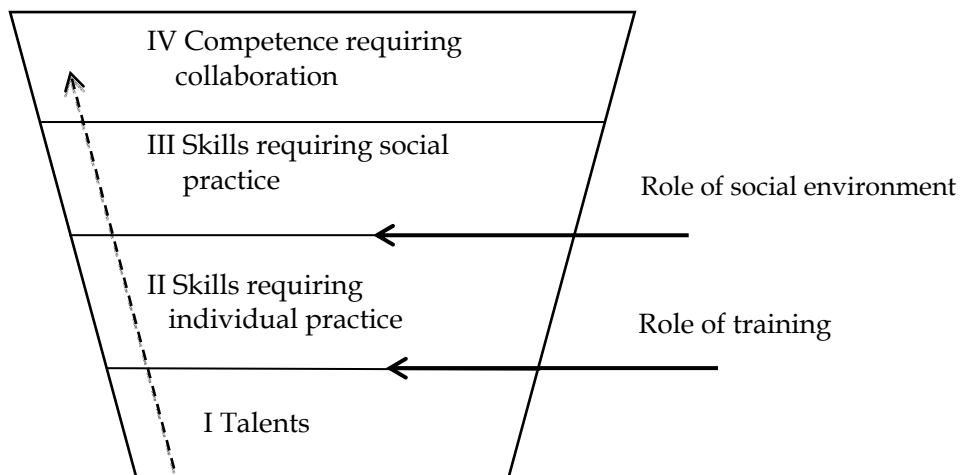 IV Competence requiring
collaboration
III Skills requiring social
practice
Role of social environment
II Skills requiring
individual practice
Role of training
I Talents